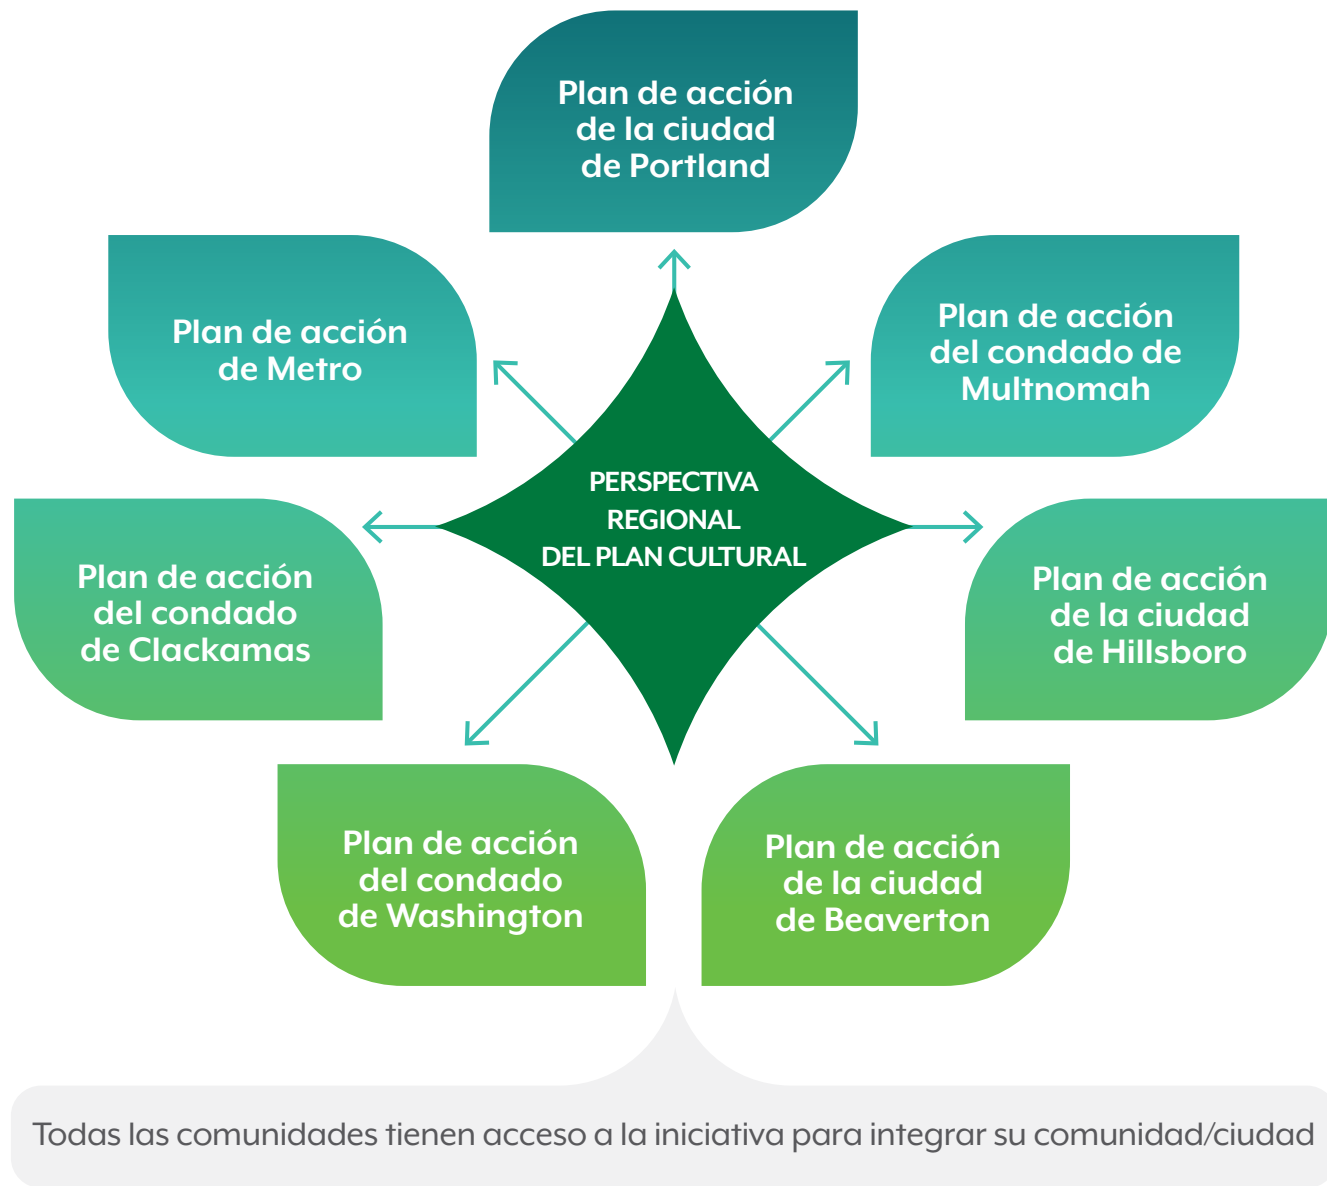 Plan de acción
de la ciudad
de Portland
Plan de acción
de Metro
Plan de acción
del condado de
Multnomah
PERSPECTIVA
REGIONAL
DEL PLAN CULTURAL
Plan de acción
del condado
de Clackamas
Plan de acción
de la ciudad
de Hillsboro
Plan de acción
del condado
de Washington
Plan de acción
de la ciudad
de Beaverton
Todas las comunidades tienen acceso a la iniciativa para integrar su comunidad/ciudad